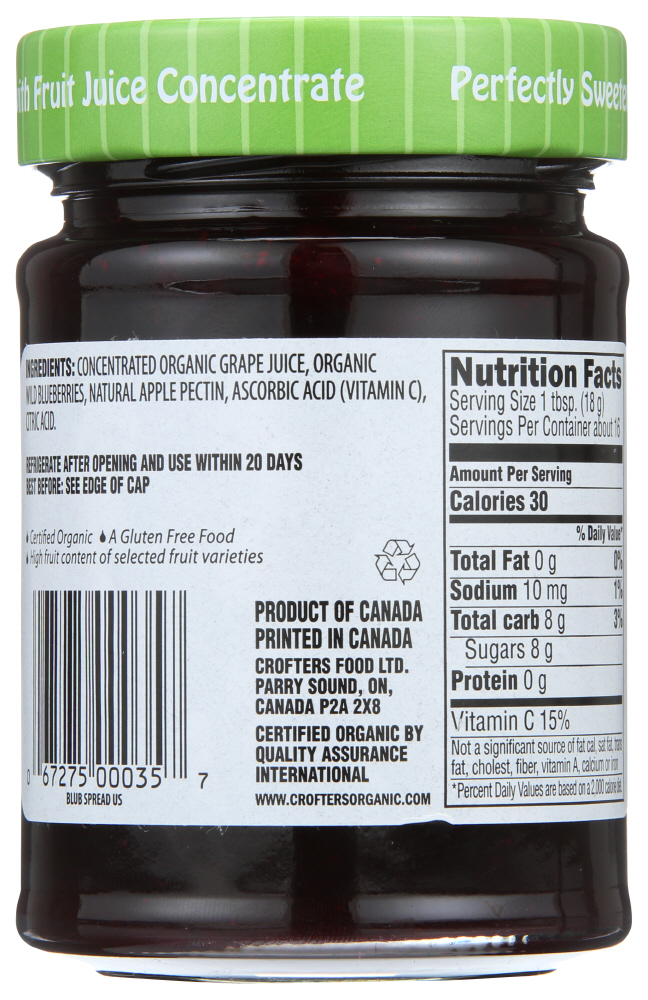 Fruit Juice Concentrate
Perfectly
INGREDIENTS: CONCENTRATED ORGANIC GRAPE JUICE, ORGANIC
WILD BLUEBERRIES, NATURAL APPLE PECTIN, ASCORBIC ACID (VITAMIN C),
CITRIC ACID.
REFRIGERATE AFTER OPENING AND USE WITHIN 20 DAYS
BEST BEFORE: SEE EDGE OF CAP
Certified Organic A Gluten Free Food
High fruit content of selected fruit varieties
0 67275 00035 7
BLUB SPREAD US
PRODUCT OF CANADA
PRINTED IN CANADA
CROFTERS FOOD LTD.
PARRY SOUND, ON,
CANADA P2A 2X8
CERTIFIED ORGANIC BY
QUALITY ASSURANCE
INTERNATIONAL
WWW.CROFTERSORGANIC.COM
Nutrition Facts
Serving Size 1 tbsp. (18 g)
Servings Per Container about 16
Amount Per Serving
Calories 30
% Daily Value*
Total Fat 0 g 0%
Sodium 10 mg 1%
Total carb 8 g 3%
Sugars 8 g
Protein 0 g
Vitamin C 15%
Not a significant source of fat cal, sat fat, trans
fat, cholest, fiber, vitamin A, calcium or iron
*Percent Daily Values are based on a 2,000 calorie diet.